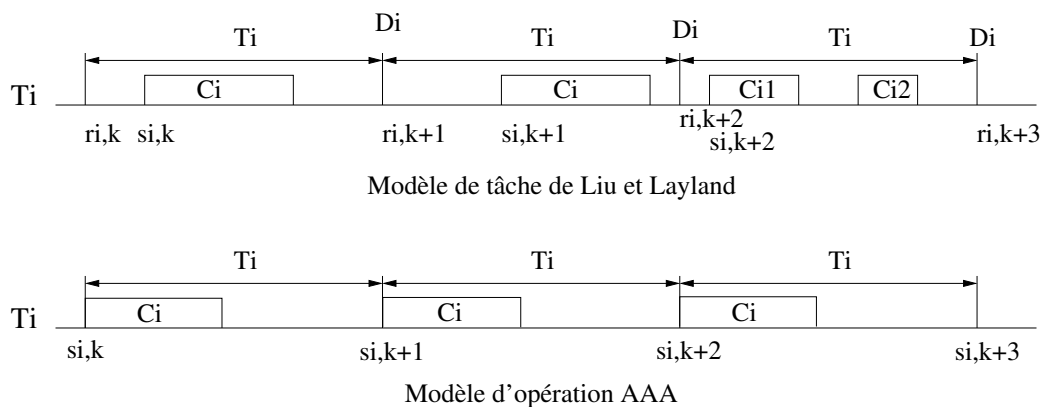 Di Di Di
Ti Ti Ti
Ti Ci Ci Ci1 Ci2
ri,k si,k ri,k+1 si,k+1 ri,k+2 si,k+2 ri,k+3
Modèle de tâche de Liu et Layland
Ti Ti Ti
Ti Ci Ci Ci
si,k si,k+1 si,k+2 si,k+3
Modèle d'opération AAA